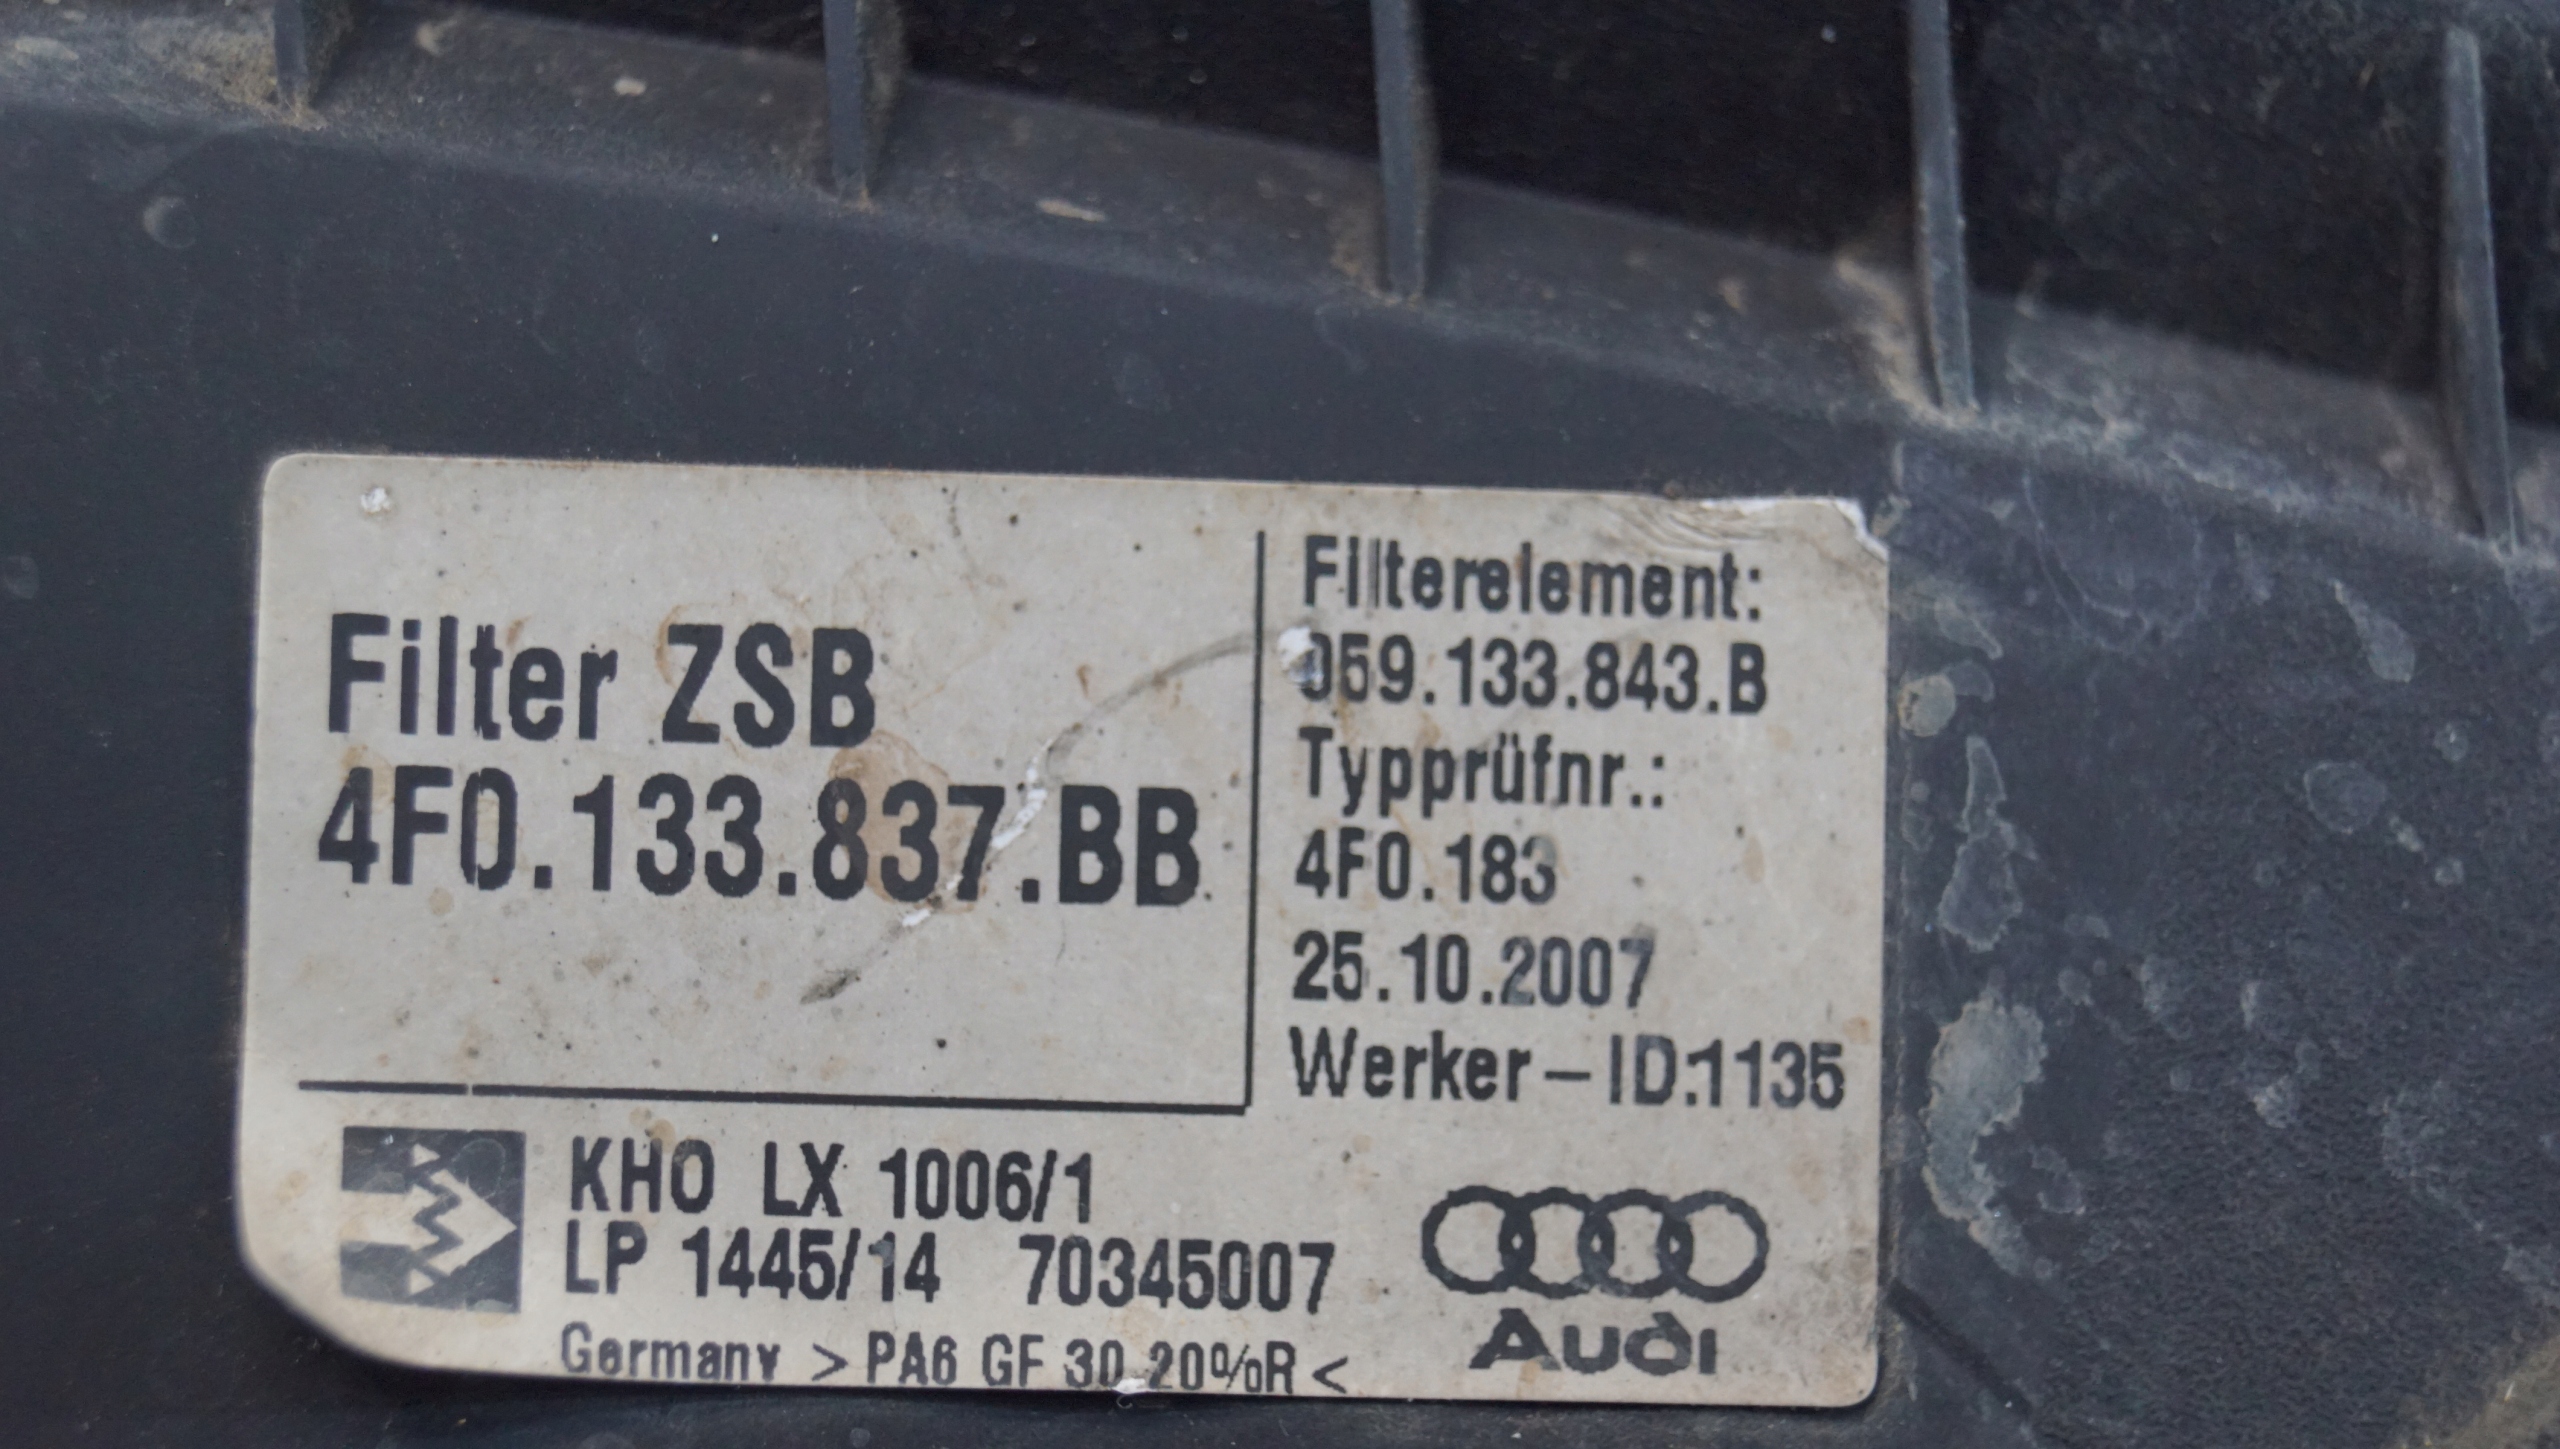 Filter ZSB
4F0.133.837.BB
Filterelement:
059.133.843.B
Typprüfnr.:
4F0.183
25.10.2007
Werker-ID:1135
KHO LX 1006/1
LP 1445/14 70345007
Germany >PA6 GF 30 20%R<
Audi